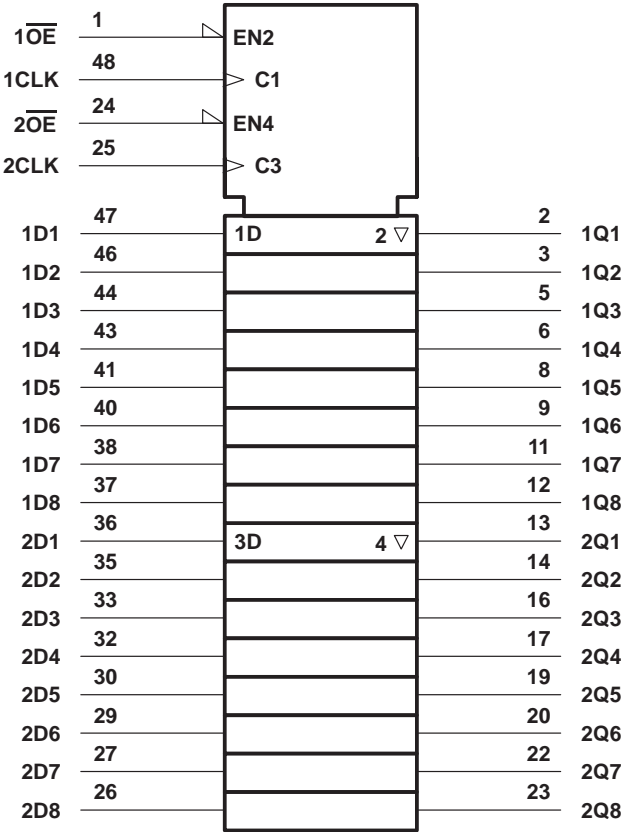 1O̅E̅ 1 EN2
1CLK 48 C1
2O̅E̅ 24 EN4
2CLK 25 C3
1D1 47 1D 2 ▽ 2 1Q1
1D2 46 3 1Q2
1D3 44 5 1Q3
1D4 43 6 1Q4
1D5 41 8 1Q5
1D6 40 9 1Q6
1D7 38 11 1Q7
1D8 37 12 1Q8
2D1 36 3D 4 ▽ 13 2Q1
2D2 35 14 2Q2
2D3 33 16 2Q3
2D4 32 17 2Q4
2D5 30 19 2Q5
2D6 29 20 2Q6
2D7 27 22 2Q7
2D8 26 23 2Q8